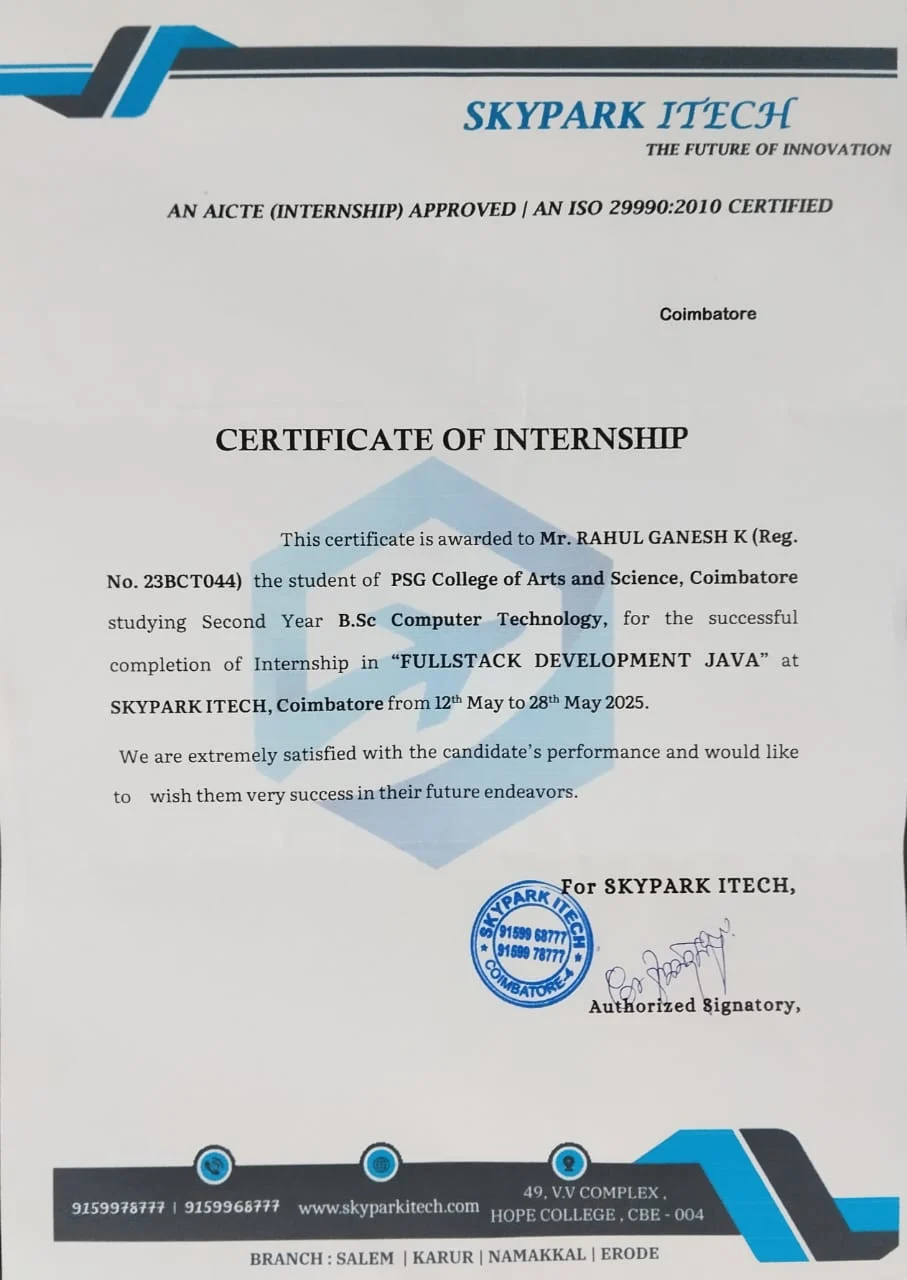 SKYPARK ITECH
THE FUTURE OF INNOVATION
AN AICTE (INTERNSHIP) APPROVED / AN ISO 29990:2010 CERTIFIED
Coimbatore
CERTIFICATE OF INTERNSHIP
This certificate is awarded to Mr. RAHUL GANESH K (Reg.
No. 23BCT044) the student of PSG College of Arts and Science, Coimbatore
studying Second Year B.Sc Computer Technology, for the successful
completion of Internship in “FULLSTACK DEVELOPMENT JAVA” at
SKYPARK ITECH, Coimbatore from 12th May to 28th May 2025.
We are extremely satisfied with the candidate’s performance and would like
to wish them very success in their future endeavors.
For SKYPARK ITECH,
SKYPARK ITECH
91599 68777
91599 78777
COIMBATORE-4
Authorized Signatory,
9159978777 | 9159968777
www.skyparkitech.com
49, V.V COMPLEX ,
HOPE COLLEGE , CBE - 004
BRANCH : SALEM | KARUR | NAMAKKAL | ERODE